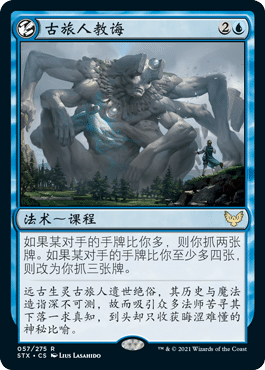 古旅人教诲 2
法术～课程
如果某对手的手牌比你多，则你抓两张
牌。如果某对手的手牌比你至少多四张，
则改为你抓三张牌。
远古生灵古旅人遗世绝俗，其历史与魔法
造诣深不可测，故而吸引众多法师苦寻其
下落一求真知，到头却只收获晦涩难懂的
神秘比喻。
057/275 R
STX • CS LIUS LASAHIDO
™ & © 2021 Wizards of the Coast